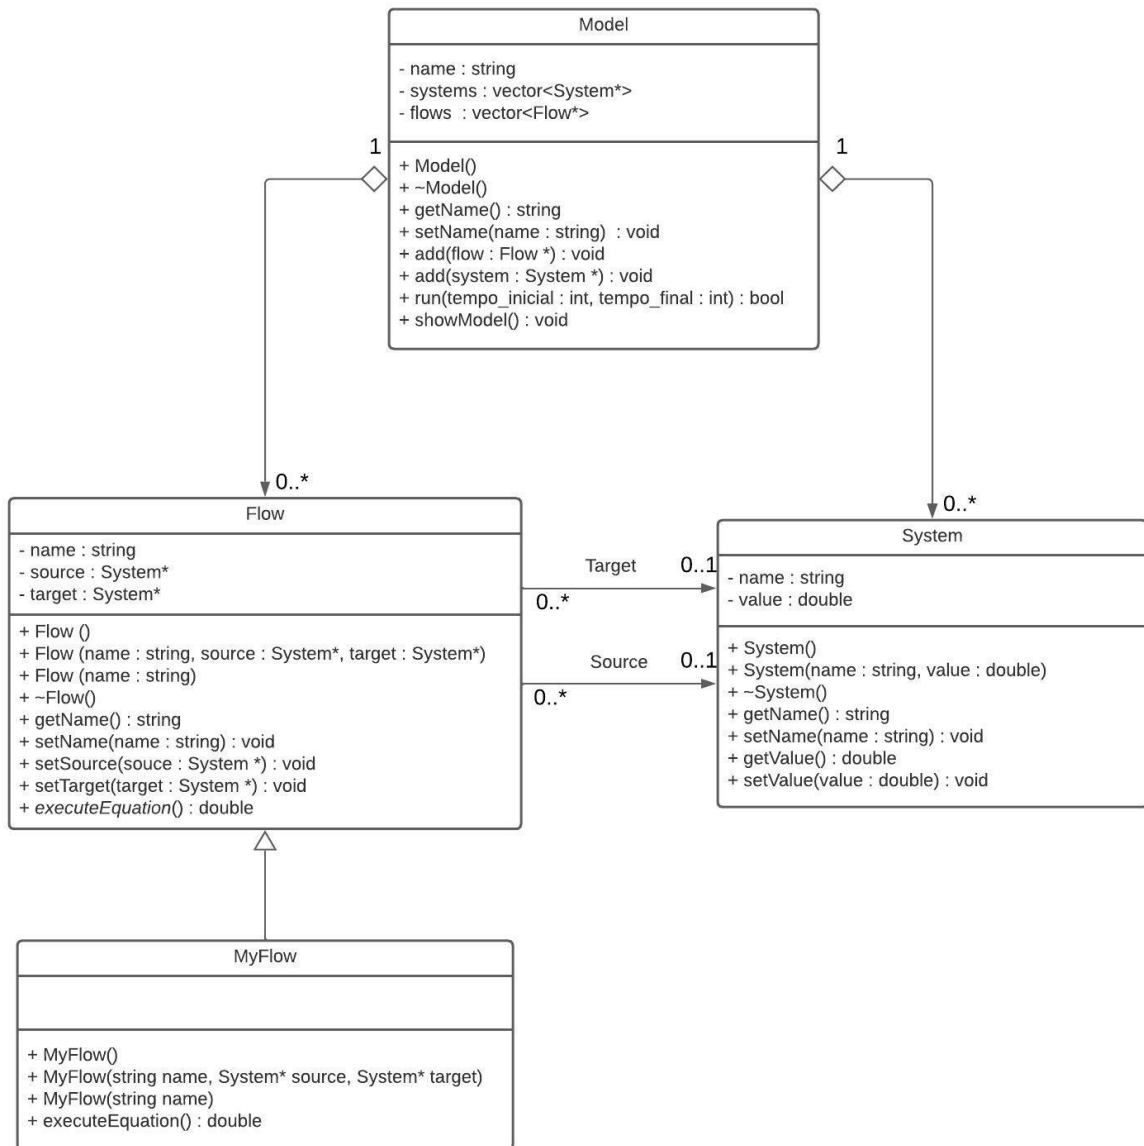 Model
- name : string
- systems : vector<System*>
- flows : vector<Flow*>
1
1
+ Model()
+ ~Model()
+ getName() : string
+ setName(name : string) : void
+ add(flow : Flow *) : void
+ add(system : System *) : void
+ run(tempo_inicial : int, tempo_final : int) : bool
+ showModel() : void
0..*
0..*
Flow
- name : string
- source : System*
- target : System*
+ Flow ()
+ Flow (name : string, source : System*, target : System*)
+ Flow (name : string)
+ ~Flow()
+ getName() : string
+ setName(name : string) : void
+ setSource(souce : System *) : void
+ setTarget(target : System *) : void
+ executeEquation() : double
Target
0..1
0..*
Source
0..1
0..*
System
- name : string
- value : double
+ System()
+ System(name : string, value : double)
+ ~System()
+ getName() : string
+ setName(name : string) : void
+ getValue() : double
+ setValue(value : double) : void
MyFlow
+ MyFlow()
+ MyFlow(string name, System* source, System* target)
+ MyFlow(string name)
+ executeEquation() : double